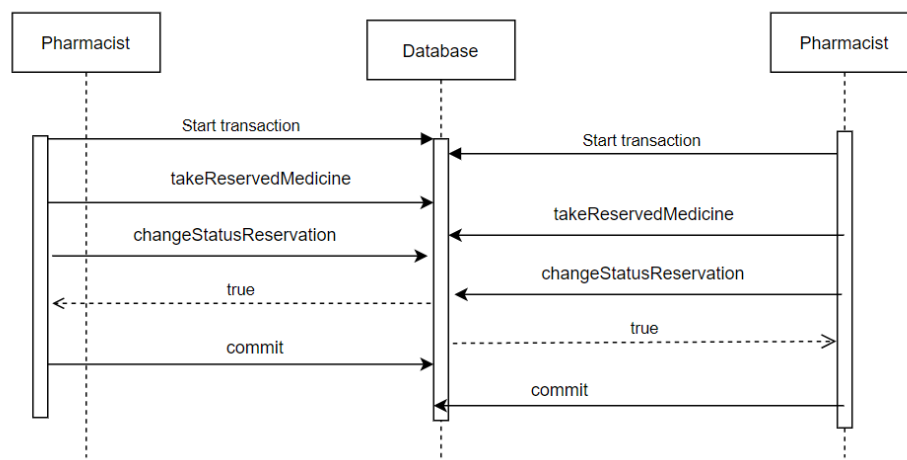 Pharmacist
Database
Pharmacist
Start transaction
Start transaction
takeReservedMedicine
takeReservedMedicine
changeStatusReservation
changeStatusReservation
true
true
commit
commit